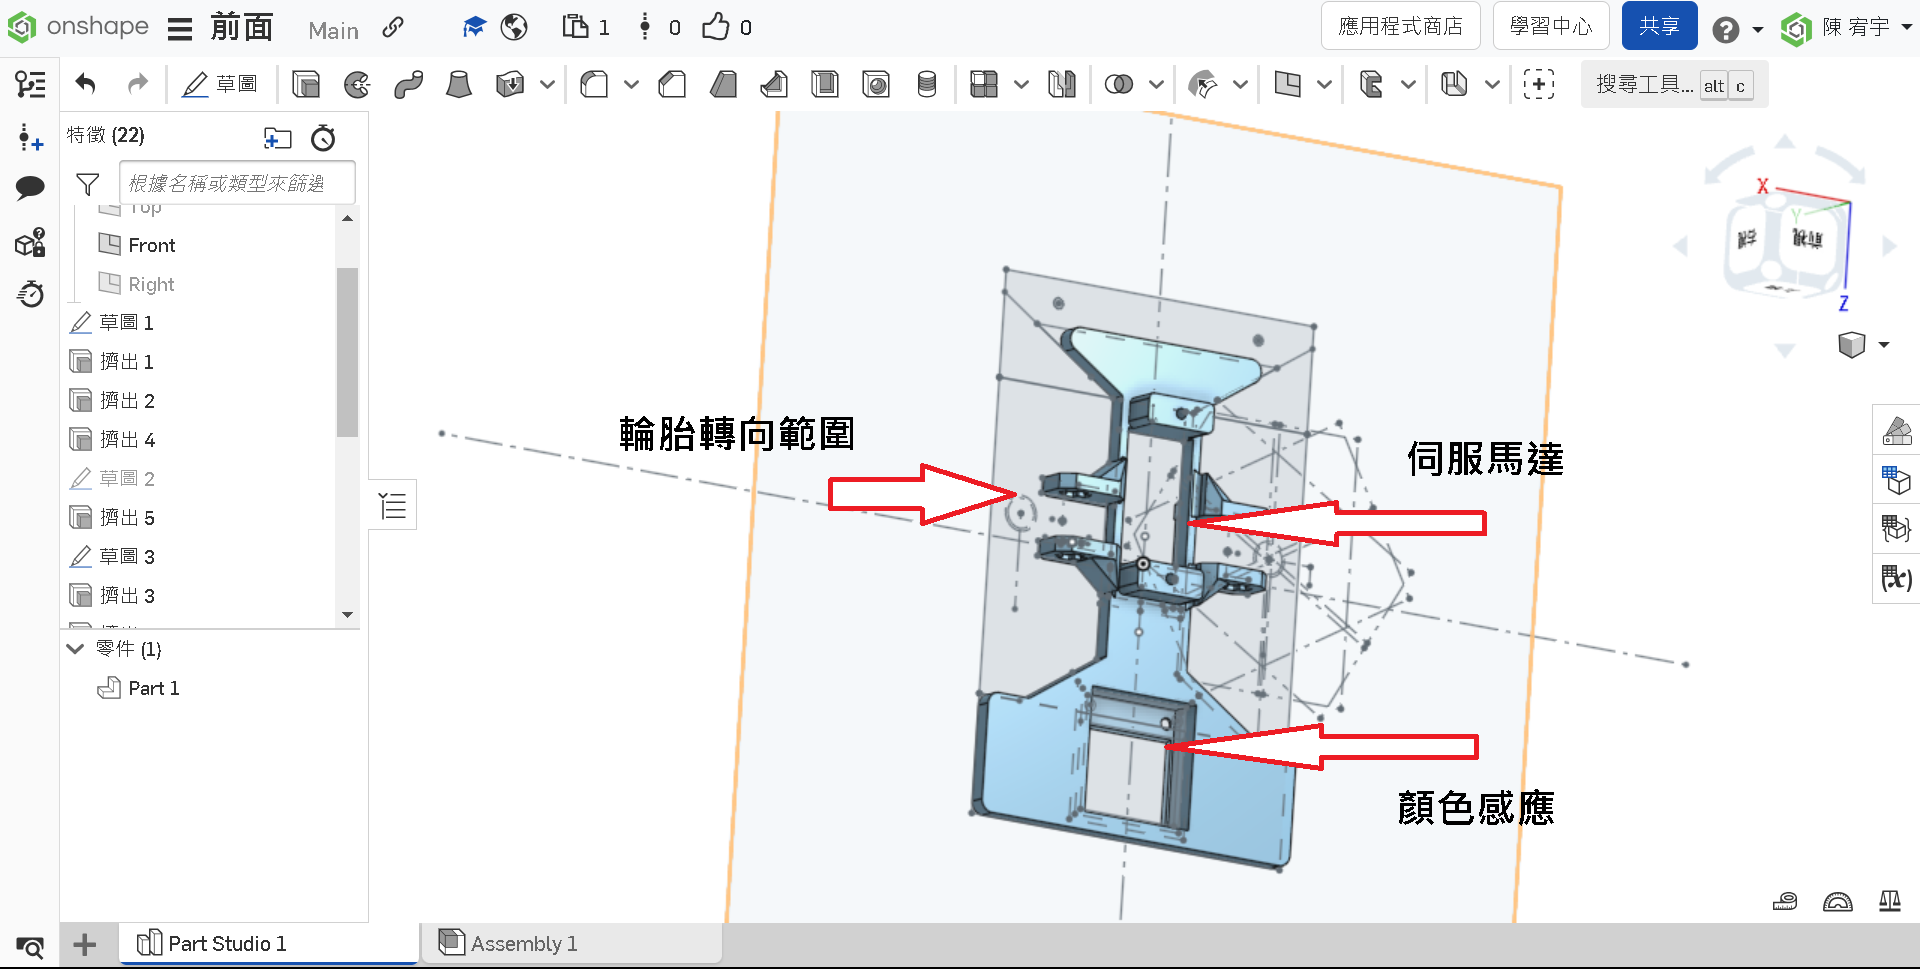 onshape
前面
Main
1
0
0
應用程式商店
學習中心
共享
陳 宥宇
草圖
搜尋工具...
alt
c
特徵 (22)
根據名稱或類型來篩選
Top
Front
Right
草圖 1
擠出 1
擠出 2
擠出 4
草圖 2
擠出 5
草圖 3
擠出 3
零件 (1)
Part 1
輪胎轉向範圍
伺服馬達
顏色感應
X
Y
Z
右視
前視
(x)
Part Studio 1
Assembly 1